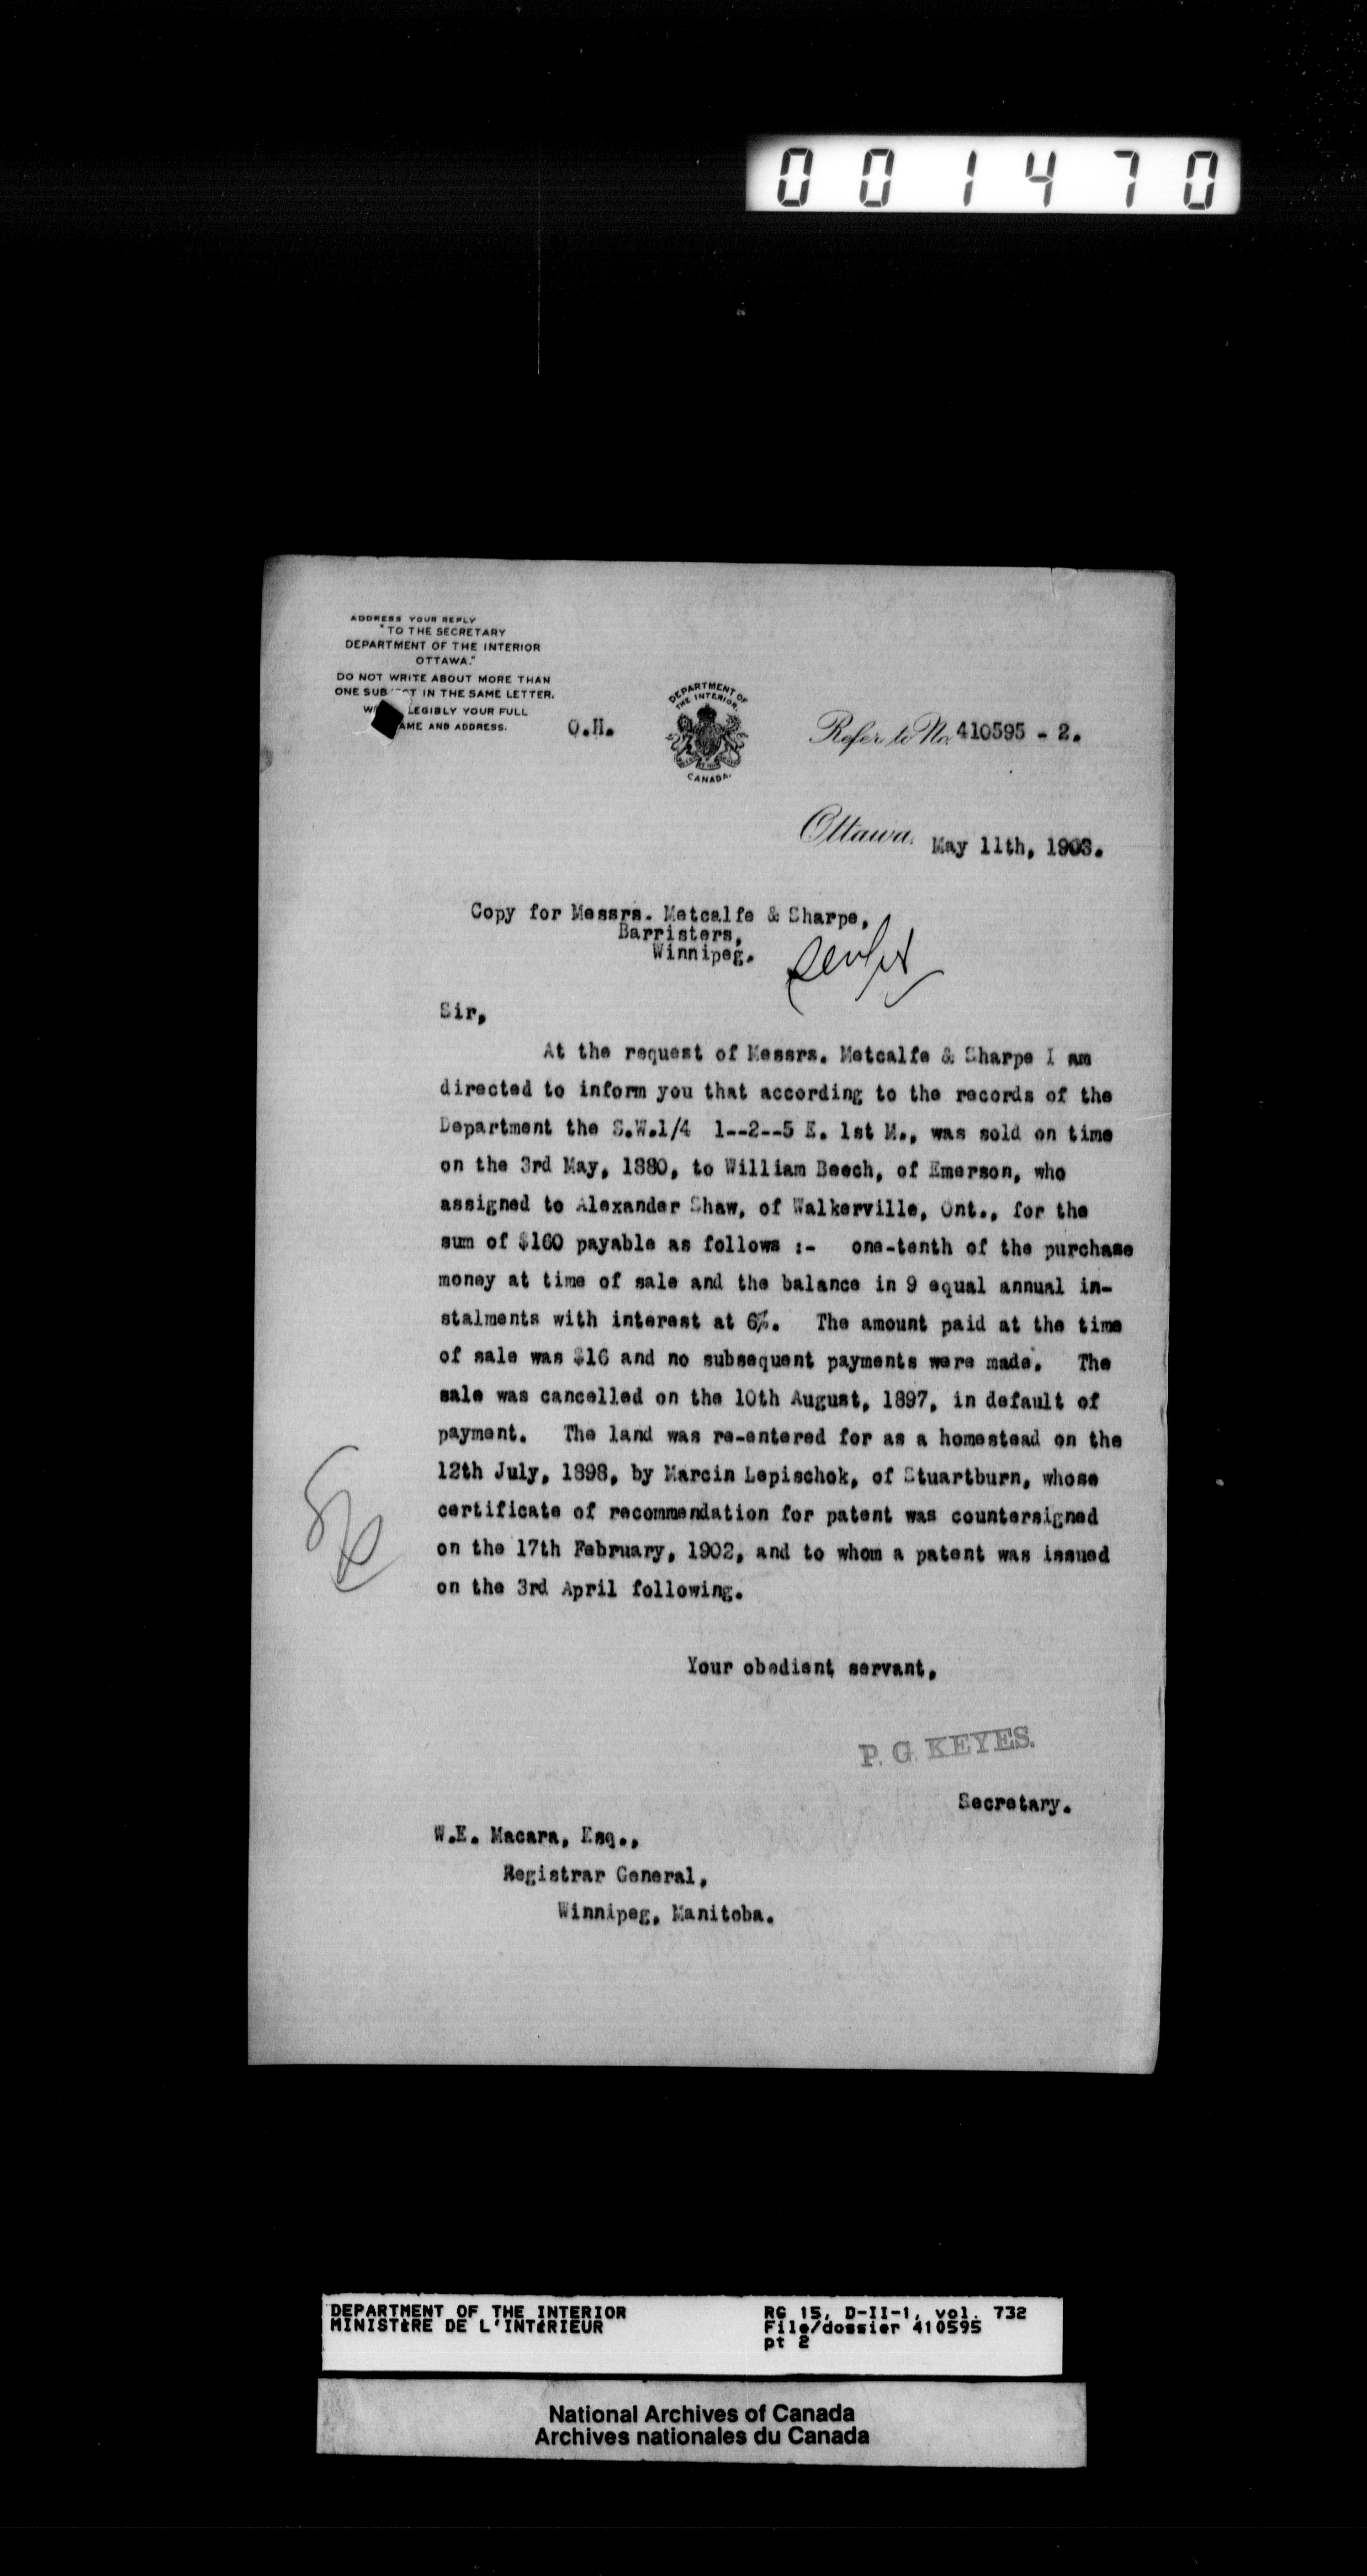 001470
ADDRESS YOUR REPLY
"TO THE SECRETARY
DEPARTMENT OF THE INTERIOR
OTTAWA."
DO NOT WRITE ABOUT MORE THAN
ONE SUBJECT IN THE SAME LETTER.
LEGIBLY YOUR FULL
AME AND ADDRESS.
O.H.
DEPARTMENT OF
THE INTERIOR.
CANADA.
Refer to No. 410595 - 2.
Ottawa, May 11th, 1903.
Copy for Messrs. Metcalfe & Sharpe,
Barristers,
Winnipeg.
Sir,
At the request of Messrs. Metcalfe & Sharpe I am
directed to inform you that according to the records of the
Department the S.W.1/4 1--2--5 E. 1st M., was sold on time
on the 3rd May, 1880, to William Beech, of Emerson, who
assigned to Alexander Shaw, of Walkerville, Ont., for the
sum of $160 payable as follows :- one-tenth of the purchase
money at time of sale and the balance in 9 equal annual in-
stalments with interest at 6%. The amount paid at the time
of sale was $16 and no subsequent payments were made. The
sale was cancelled on the 10th August, 1897, in default of
payment. The land was re-entered for as a homestead on the
12th July, 1898, by Marcin Lepischok, of Stuartburn, whose
certificate of recommendation for patent was countersigned
on the 17th February, 1902, and to whom a patent was issued
on the 3rd April following.
Your obedient servant,
P. G. KEYES.
Secretary.
W.E. Macara, Esq.,
Registrar General,
Winnipeg, Manitoba.
DEPARTMENT OF THE INTERIOR
MINISTÈRE DE L'INTÉRIEUR
RG 15, D-II-1, vol. 732
File/dossier 410595
pt 2
National Archives of Canada
Archives nationales du Canada